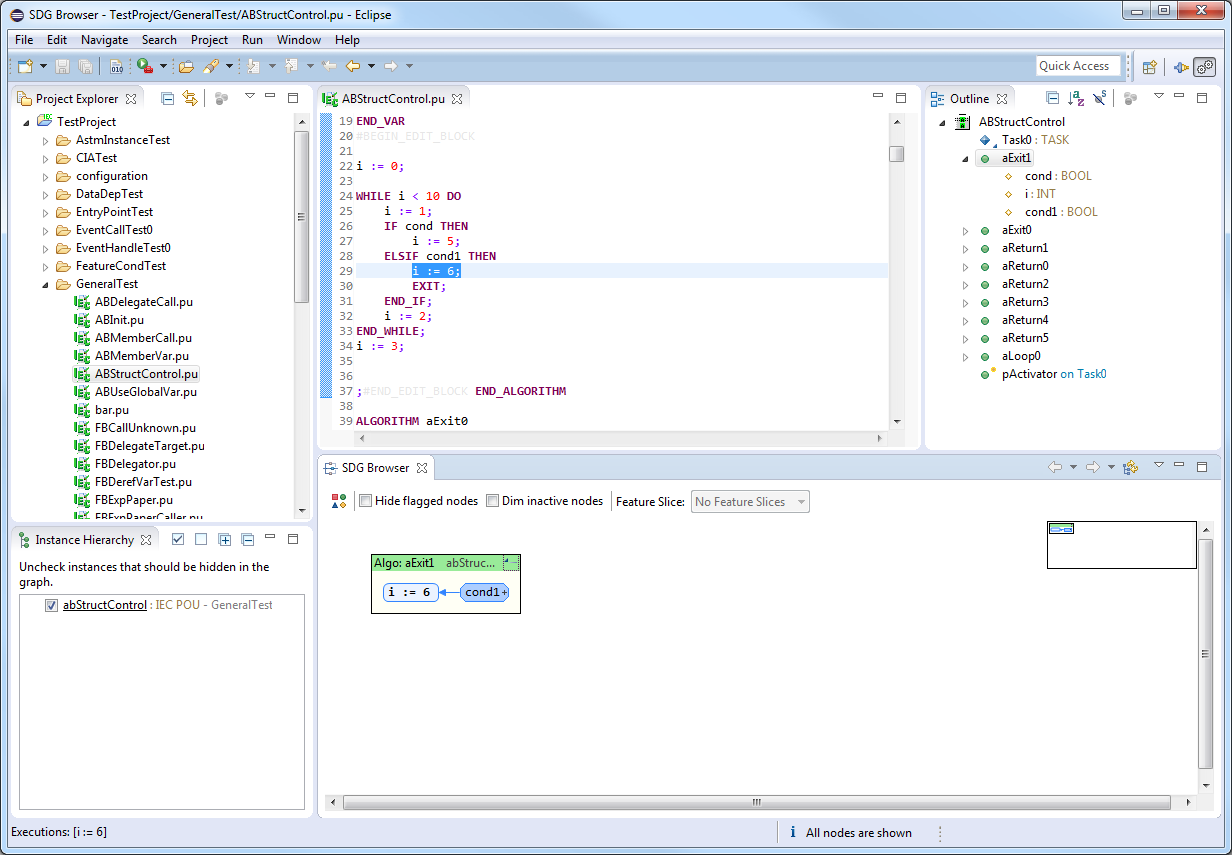 SDG Browser - TestProject/GeneralTest/ABStructControl.pu - Eclipse
File Edit Navigate Search Project Run Window Help
010
Quick Access
Project Explorer
TestProject
AstmInstanceTest
CIATest
configuration
DataDepTest
EntryPointTest
EventCallTest0
EventHandleTest0
FeatureCondTest
GeneralTest
ABDelegateCall.pu
ABInit.pu
ABMemberCall.pu
ABMemberVar.pu
ABStructControl.pu
ABUseGlobalVar.pu
bar.pu
FBCallUnknown.pu
FBDelegateTarget.pu
FBDelegator.pu
FBDerefVarTest.pu
FBExpPaper.pu
FBExpPaperCaller.pu
ABStructControl.pu
19 END_VAR
20 #BEGIN_EDIT_BLOCK
21
22 i := 0;
23
24 WHILE i < 10 DO
25 i := 1;
26 IF cond THEN
27 i := 5;
28 ELSIF cond1 THEN
29 i := 6;
30 EXIT;
31 END_IF;
32 i := 2;
33 END_WHILE;
34 i := 3;
35
36
37 ;#END_EDIT_BLOCK END_ALGORITHM
38
39 ALGORITHM aExit0
Outline
ABStructControl
Task0 : TASK
aExit1
cond : BOOL
i : INT
cond1 : BOOL
aExit0
aReturn1
aReturn0
aReturn2
aReturn3
aReturn4
aReturn5
aLoop0
pActivator on Task0
Instance Hierarchy
Uncheck instances that should be hidden in the
graph.
abStructControl : IEC POU - GeneralTest
SDG Browser
Hide flagged nodes Dim inactive nodes Feature Slice: No Feature Slices
Algo: aExit1 abStruc...
i := 6 cond1+
Executions: [i := 6]
All nodes are shown